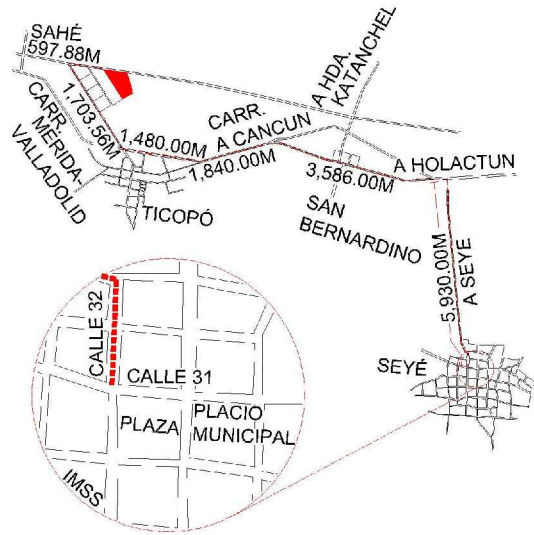 SAHÉ
597.88M
1,703.56M
CARR.
MÉRIDA-
VALLADOLID
1,480.00M
TICOPÓ
CARR.
A CANCUN
1,840.00M
A HDA.
KATANCHEL
3,586.00M
SAN
BERNARDINO
A HOLACTUN
5,930.00M
A SEYÉ
SEYÉ
CALLE 32
CALLE 31
PLAZA
PLACIO
MUNICIPAL
IMSS